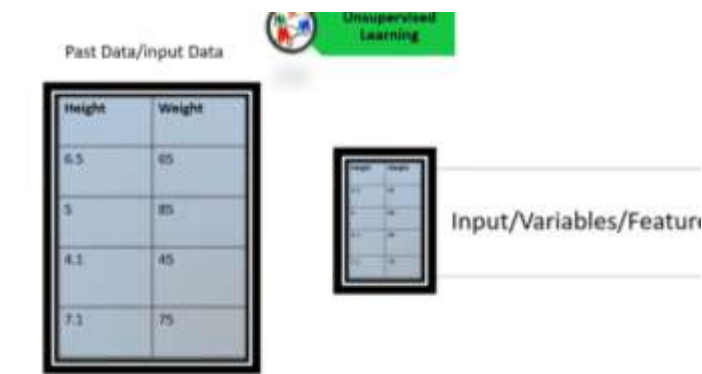 Unsupervised
Learning
Past Data/input Data
Height Weight
6.5 65
5 85
4.1 45
7.1 75
Input/Variables/Feature